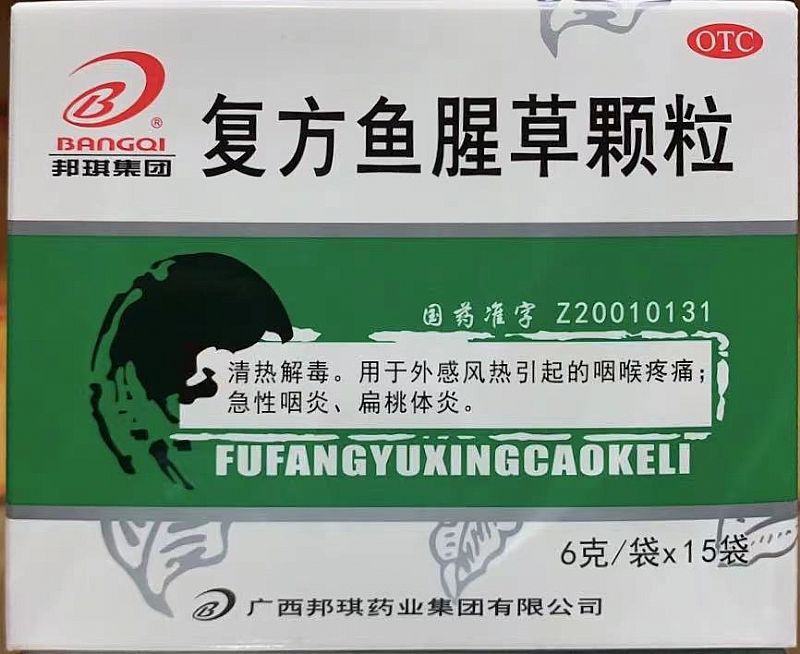 OTC
BANGQI
®
邦琪集团
复方鱼腥草颗粒
国药准字 Z20010131
清热解毒。用于外感风热引起的咽喉疼痛；
急性咽炎、扁桃体炎。
FUFANGYUXINGCAOKELI
6克/袋x15袋
广西邦琪药业集团有限公司